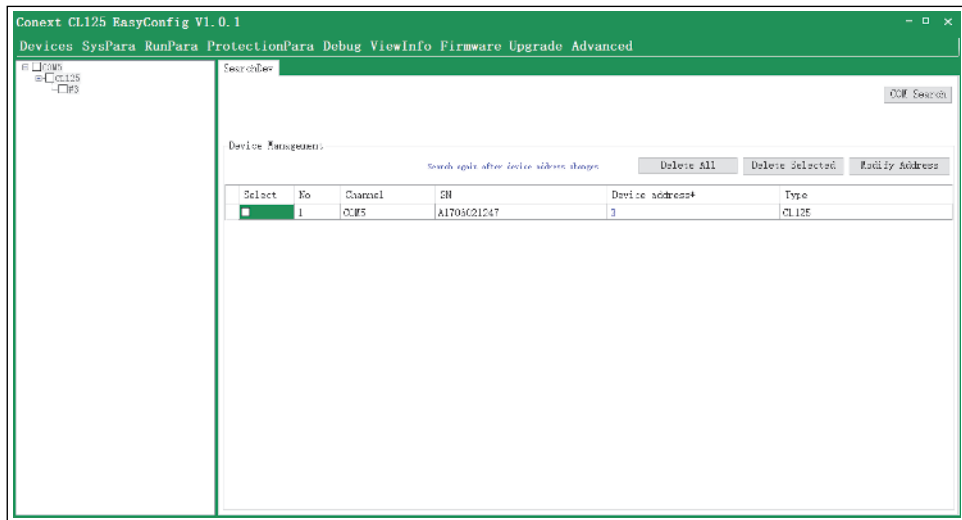 Conext CL125 EasyConfig V1.0.1
Devices SysPara RunPara ProtectionPara Debug ViewInfo Firmware Upgrade Advanced
COM5
CL125
#3
SearchDev
COM Search
Device Management
Search again after device address changes
Delete All Delete Selected Modify Address
Select No Channel SN Device address* Type
1 COM5 A1706021247 3 CL125